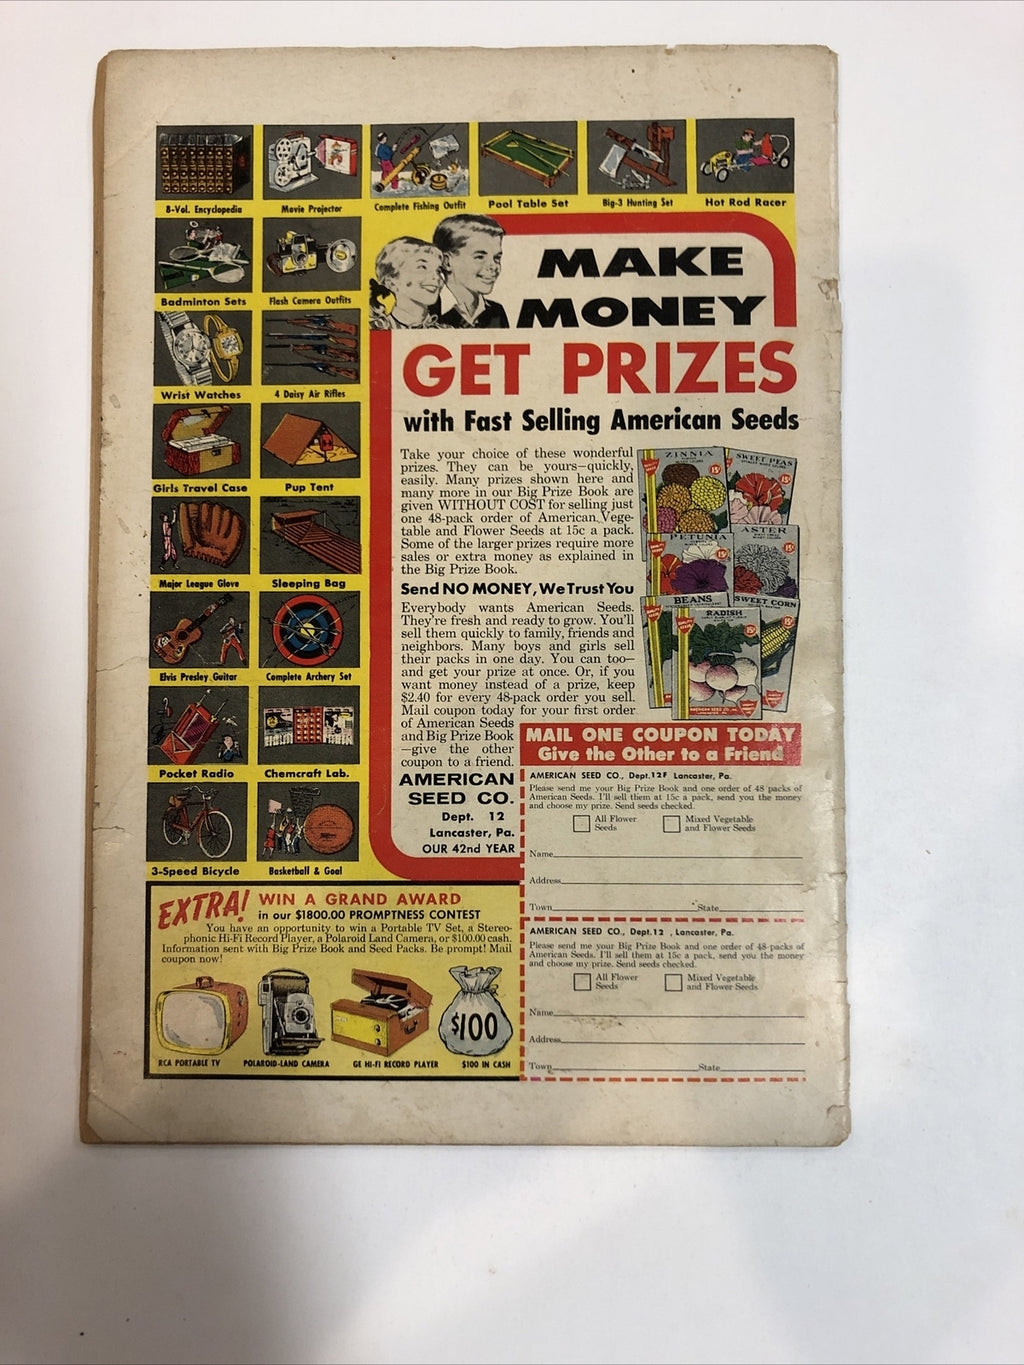 8-Vol. Encyclopedia
Movie Projector
Complete Fishing Outfit
Pool Table Set
Big-3 Hunting Set
Hot Rod Racer
Badminton Sets
Flash Camera Outfits
Wrist Watches
4 Daisy Air Rifles
Girls Travel Case
Pup Tent
Major League Glove
Sleeping Bag
Elvis Presley Guitar
Complete Archery Set
Pocket Radio
Chemcraft Lab.
3-Speed Bicycle
Basketball & Goal
MAKE
MONEY
GET PRIZES
with Fast Selling American Seeds
Take your choice of these wonderful
prizes. They can be yours—quickly,
easily. Many prizes shown here and
many more in our Big Prize Book are
given WITHOUT COST for selling just
one 48-pack order of American Vege-
table and Flower Seeds at 15c a pack.
Some of the larger prizes require more
sales or extra money as explained in
the Big Prize Book.
Send NO MONEY, We Trust You
Everybody wants American Seeds.
They're fresh and ready to grow. You'll
sell them quickly to family, friends and
neighbors. Many boys and girls sell
their packs in one day. You can too—
and get your prize at once. Or, if you
want money instead of a prize, keep
$2.40 for every 48-pack order you sell.
Mail coupon today for your first order
of American Seeds
and Big Prize Book
—give the other
coupon to a friend.
AMERICAN
SEED CO.
Dept. 12
Lancaster, Pa.
OUR 42nd YEAR
ZINNIA
15¢
SWEET PEAS
15¢
PETUNIA
15¢
ASTER
15¢
BEANS
RADISH
15¢
SWEET CORN
15¢
AMERICAN SEED CO., INC.
LANCASTER, PA.
MAIL ONE COUPON TODAY
Give the Other to a Friend
AMERICAN SEED CO., Dept. 12F Lancaster, Pa.
Please send me your Big Prize Book and one order of 48 packs of
American Seeds. I'll sell them at 15c a pack, send you the money
and choose my prize. Send seeds checked.
All Flower Seeds
Mixed Vegetable and Flower Seeds
Name
Address
Town State
AMERICAN SEED CO., Dept. 12 , Lancaster, Pa.
Please send me your Big Prize Book and one order of 48 packs of
American Seeds. I'll sell them at 15c a pack, send you the money
and choose my prize. Send seeds checked.
All Flower Seeds
Mixed Vegetable and Flower Seeds
Name
Address
Town State
EXTRA! WIN A GRAND AWARD
in our $1800.00 PROMPTNESS CONTEST
You have an opportunity to win a Portable TV Set, a Stereo-
phonic Hi-Fi Record Player, a Polaroid Land Camera, or $100.00 cash.
Information sent with Big Prize Book and Seed Packs. Be prompt! Mail
coupon now!
$100
RCA PORTABLE TV
POLAROID-LAND CAMERA
GE HI-FI RECORD PLAYER
$100 IN CASH